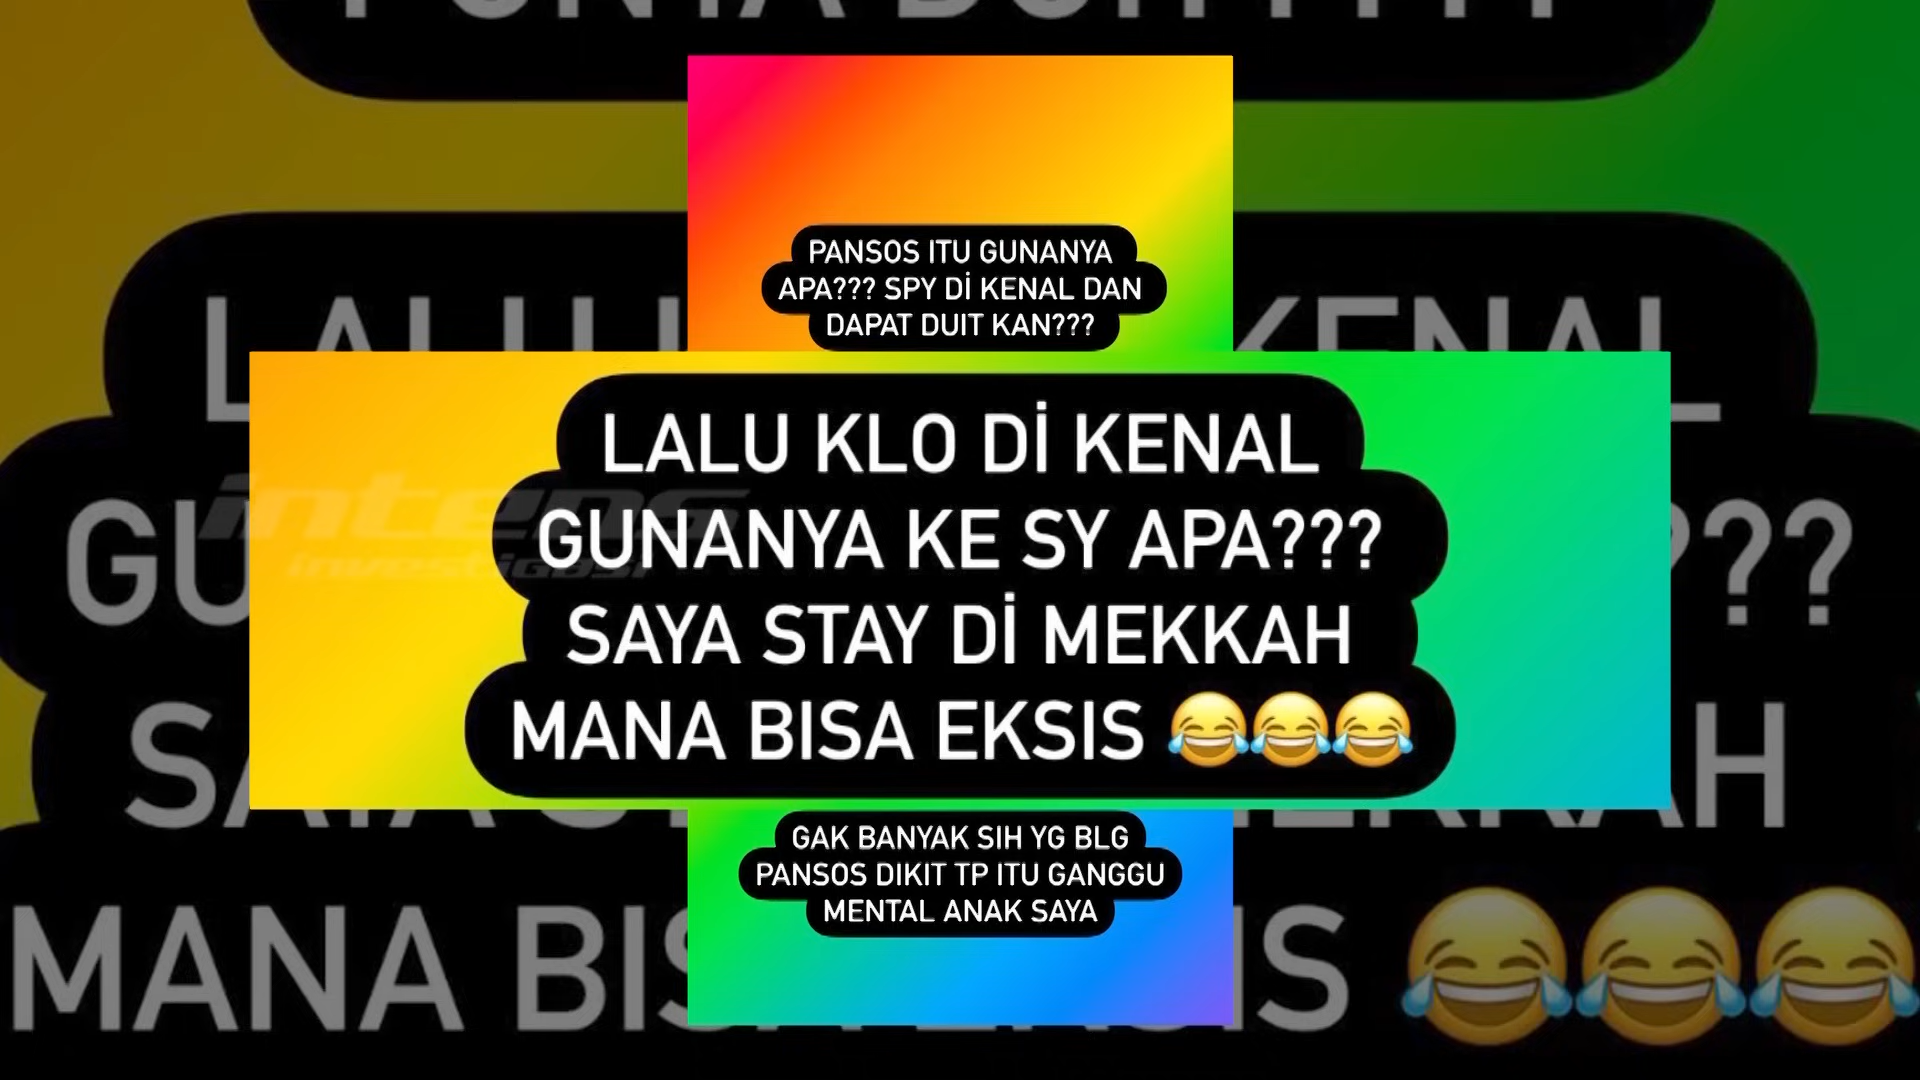 PANSOS ITU GUNANYA
APA??? SPY Dİ KENAL DAN
DAPAT DUIT KAN???
LALU KLO Dİ KENAL
GUNANYA KE SY APA???
SAYA STAY Dİ MEKKAH
MANA BISA EKSIS 😂😂😂
GAK BANYAK SIH YG BLG
PANSOS DIKIT TP ITU GANGGU
MENTAL ANAK SAYA
intens
investigasi